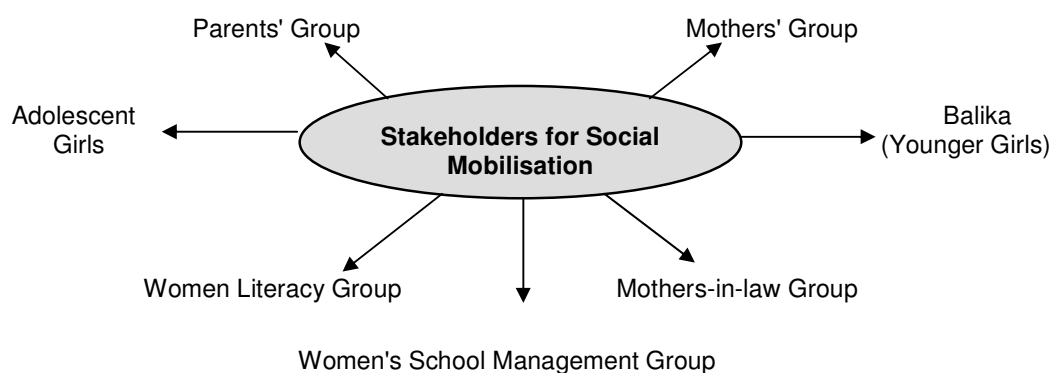 Parents' Group
Mothers' Group
Adolescent
Girls
Stakeholders for Social
Mobilisation
Balika
(Younger Girls)
Women Literacy Group
Mothers-in-law Group
Women's School Management Group